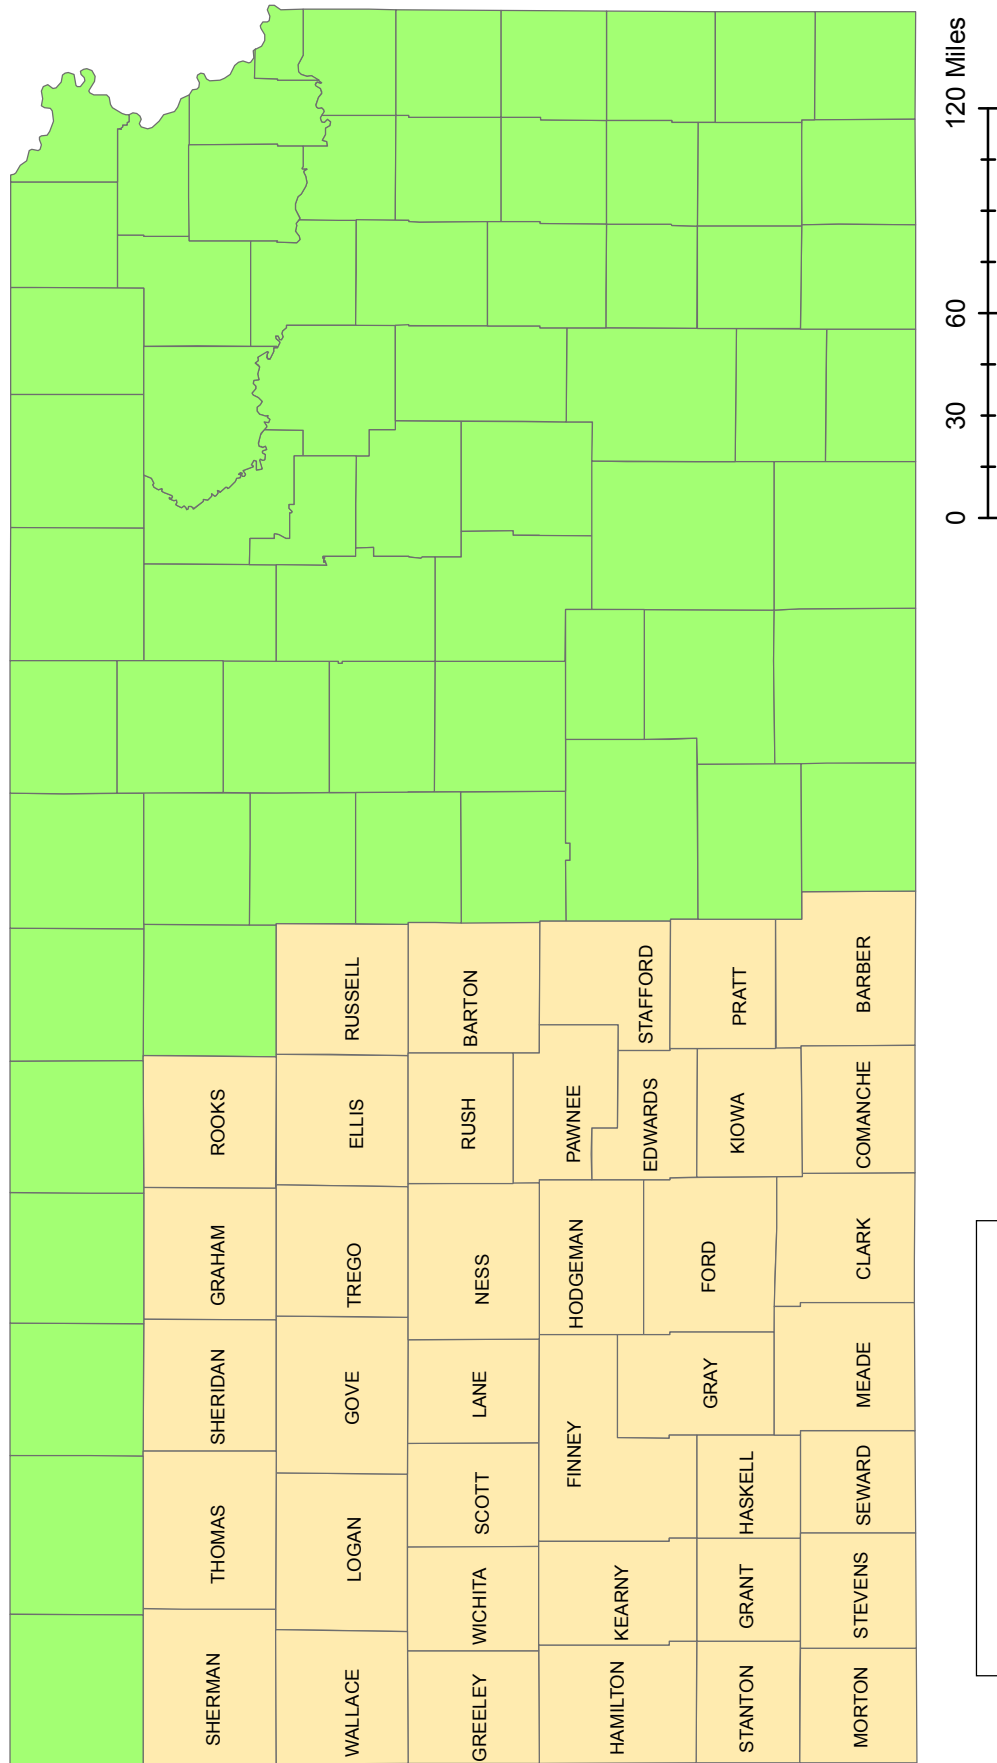 SHERMAN
THOMAS
SHERIDAN
GRAHAM
ROOKS
WALLACE
LOGAN
GOVE
TREGO
ELLIS
RUSSELL
GREELEY
WICHITA
SCOTT
LANE
NESS
RUSH
BARTON
HAMILTON
KEARNY
FINNEY
HODGEMAN
PAWNEE
EDWARDS
STAFFORD
STANTON
GRANT
HASKELL
GRAY
FORD
KIOWA
PRATT
MORTON
STEVENS
SEWARD
MEADE
CLARK
COMANCHE
BARBER
0 30 60 120 Miles